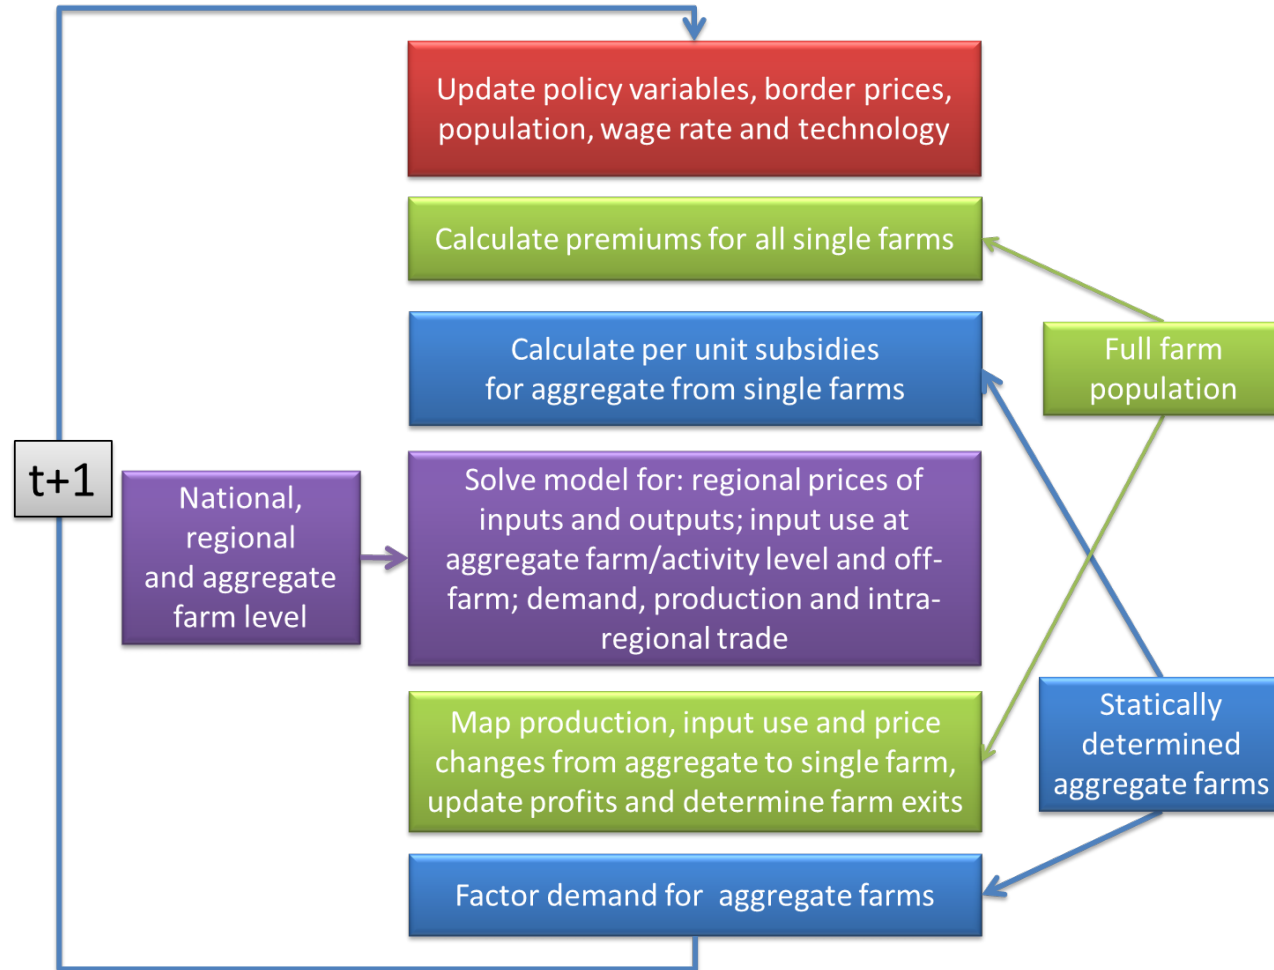 Update policy variables, border prices,
population, wage rate and technology
Calculate premiums for all single farms
Calculate per unit subsidies
for aggregate from single farms
Full farm
population
t+1
National,
regional
and aggregate
farm level
Solve model for: regional prices of
inputs and outputs; input use at
aggregate farm/activity level and off-
farm; demand, production and intra-
regional trade
Map production, input use and price
changes from aggregate to single farm,
update profits and determine farm exits
Statically
determined
aggregate farms
Factor demand for  aggregate farms